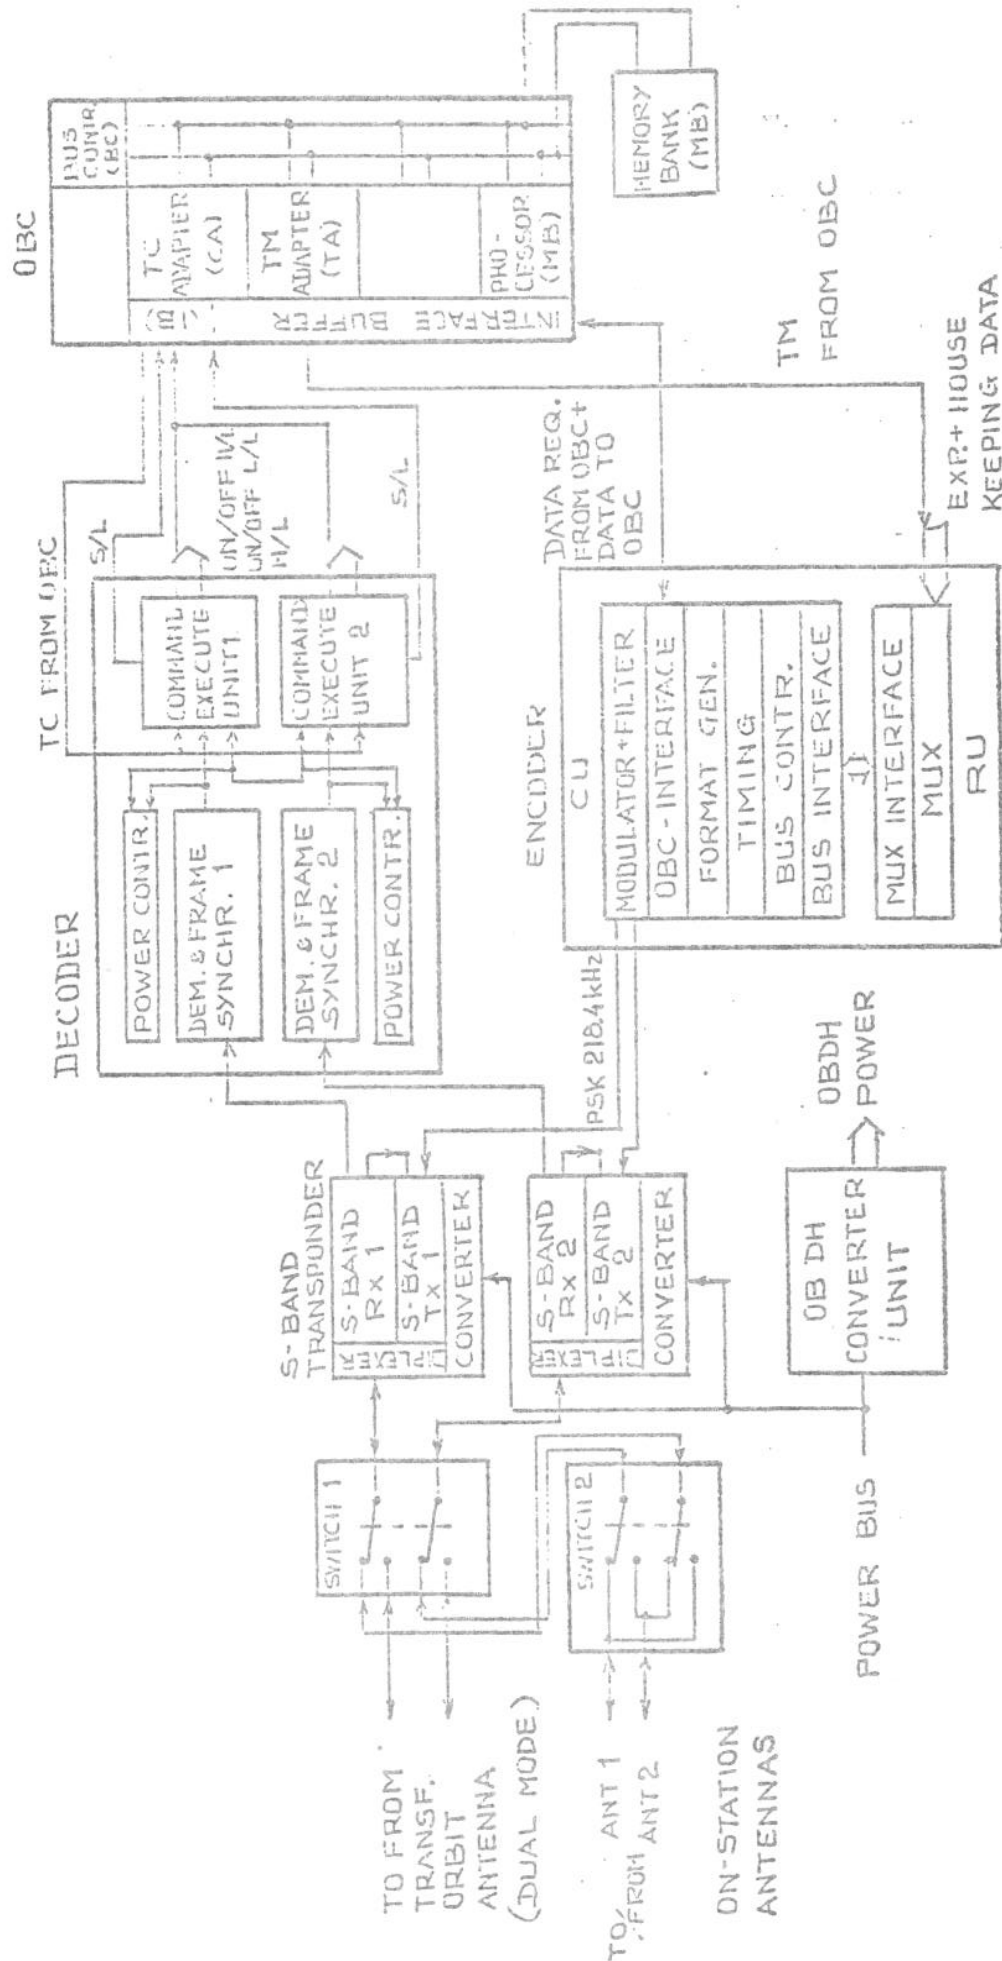 TO FROM
TRANSF.
ORBIT
ANTENNA
(DUAL MODE)
TO/FROM
ANT 1
ANT 2
ON-STATION
ANTENNAS
SWITCH 1
SWITCH 2
POWER BUS
S-BAND
TRANSPONDER
S-BAND
RX 1
S-BAND
TX 1
CONVERTER
S-BAND
RX 2
S-BAND
TX 2
CONVERTER
PSK 218.4kHz
OB DH
CONVERTER
UNIT
OBDH
POWER
DECODER
POWER CONTR.
DEM. & FRAME
SYNCHR. 1
DEM. & FRAME
SYNCHR. 2
POWER CONTR.
COMMAND
EXECUTE
UNIT 1
COMMAND
EXECUTE
UNIT 2
TC FROM OBC
S/L
ON/OFF L/L
M/L
S/L
ENCODER
CU
MODULATOR+FILTER
OBC-INTERFACE
FORMAT GEN.
TIMING
BUS CONTR.
BUS INTERFACE
1)
MUX INTERFACE
MUX
RU
DATA REQ.
FROM OBC+
DATA TO
OBC
TM
FROM OBC
EXP.+ HOUSE
KEEPING DATA
OBC
BUS
CONTR.
(BC)
TC
ADAPTER
(CA)
TM
ADAPTER
(TA)
PRO-
CESSOR
(MB)
INTERFACE BUFFER (IB)
MEMORY
BANK
(MB)